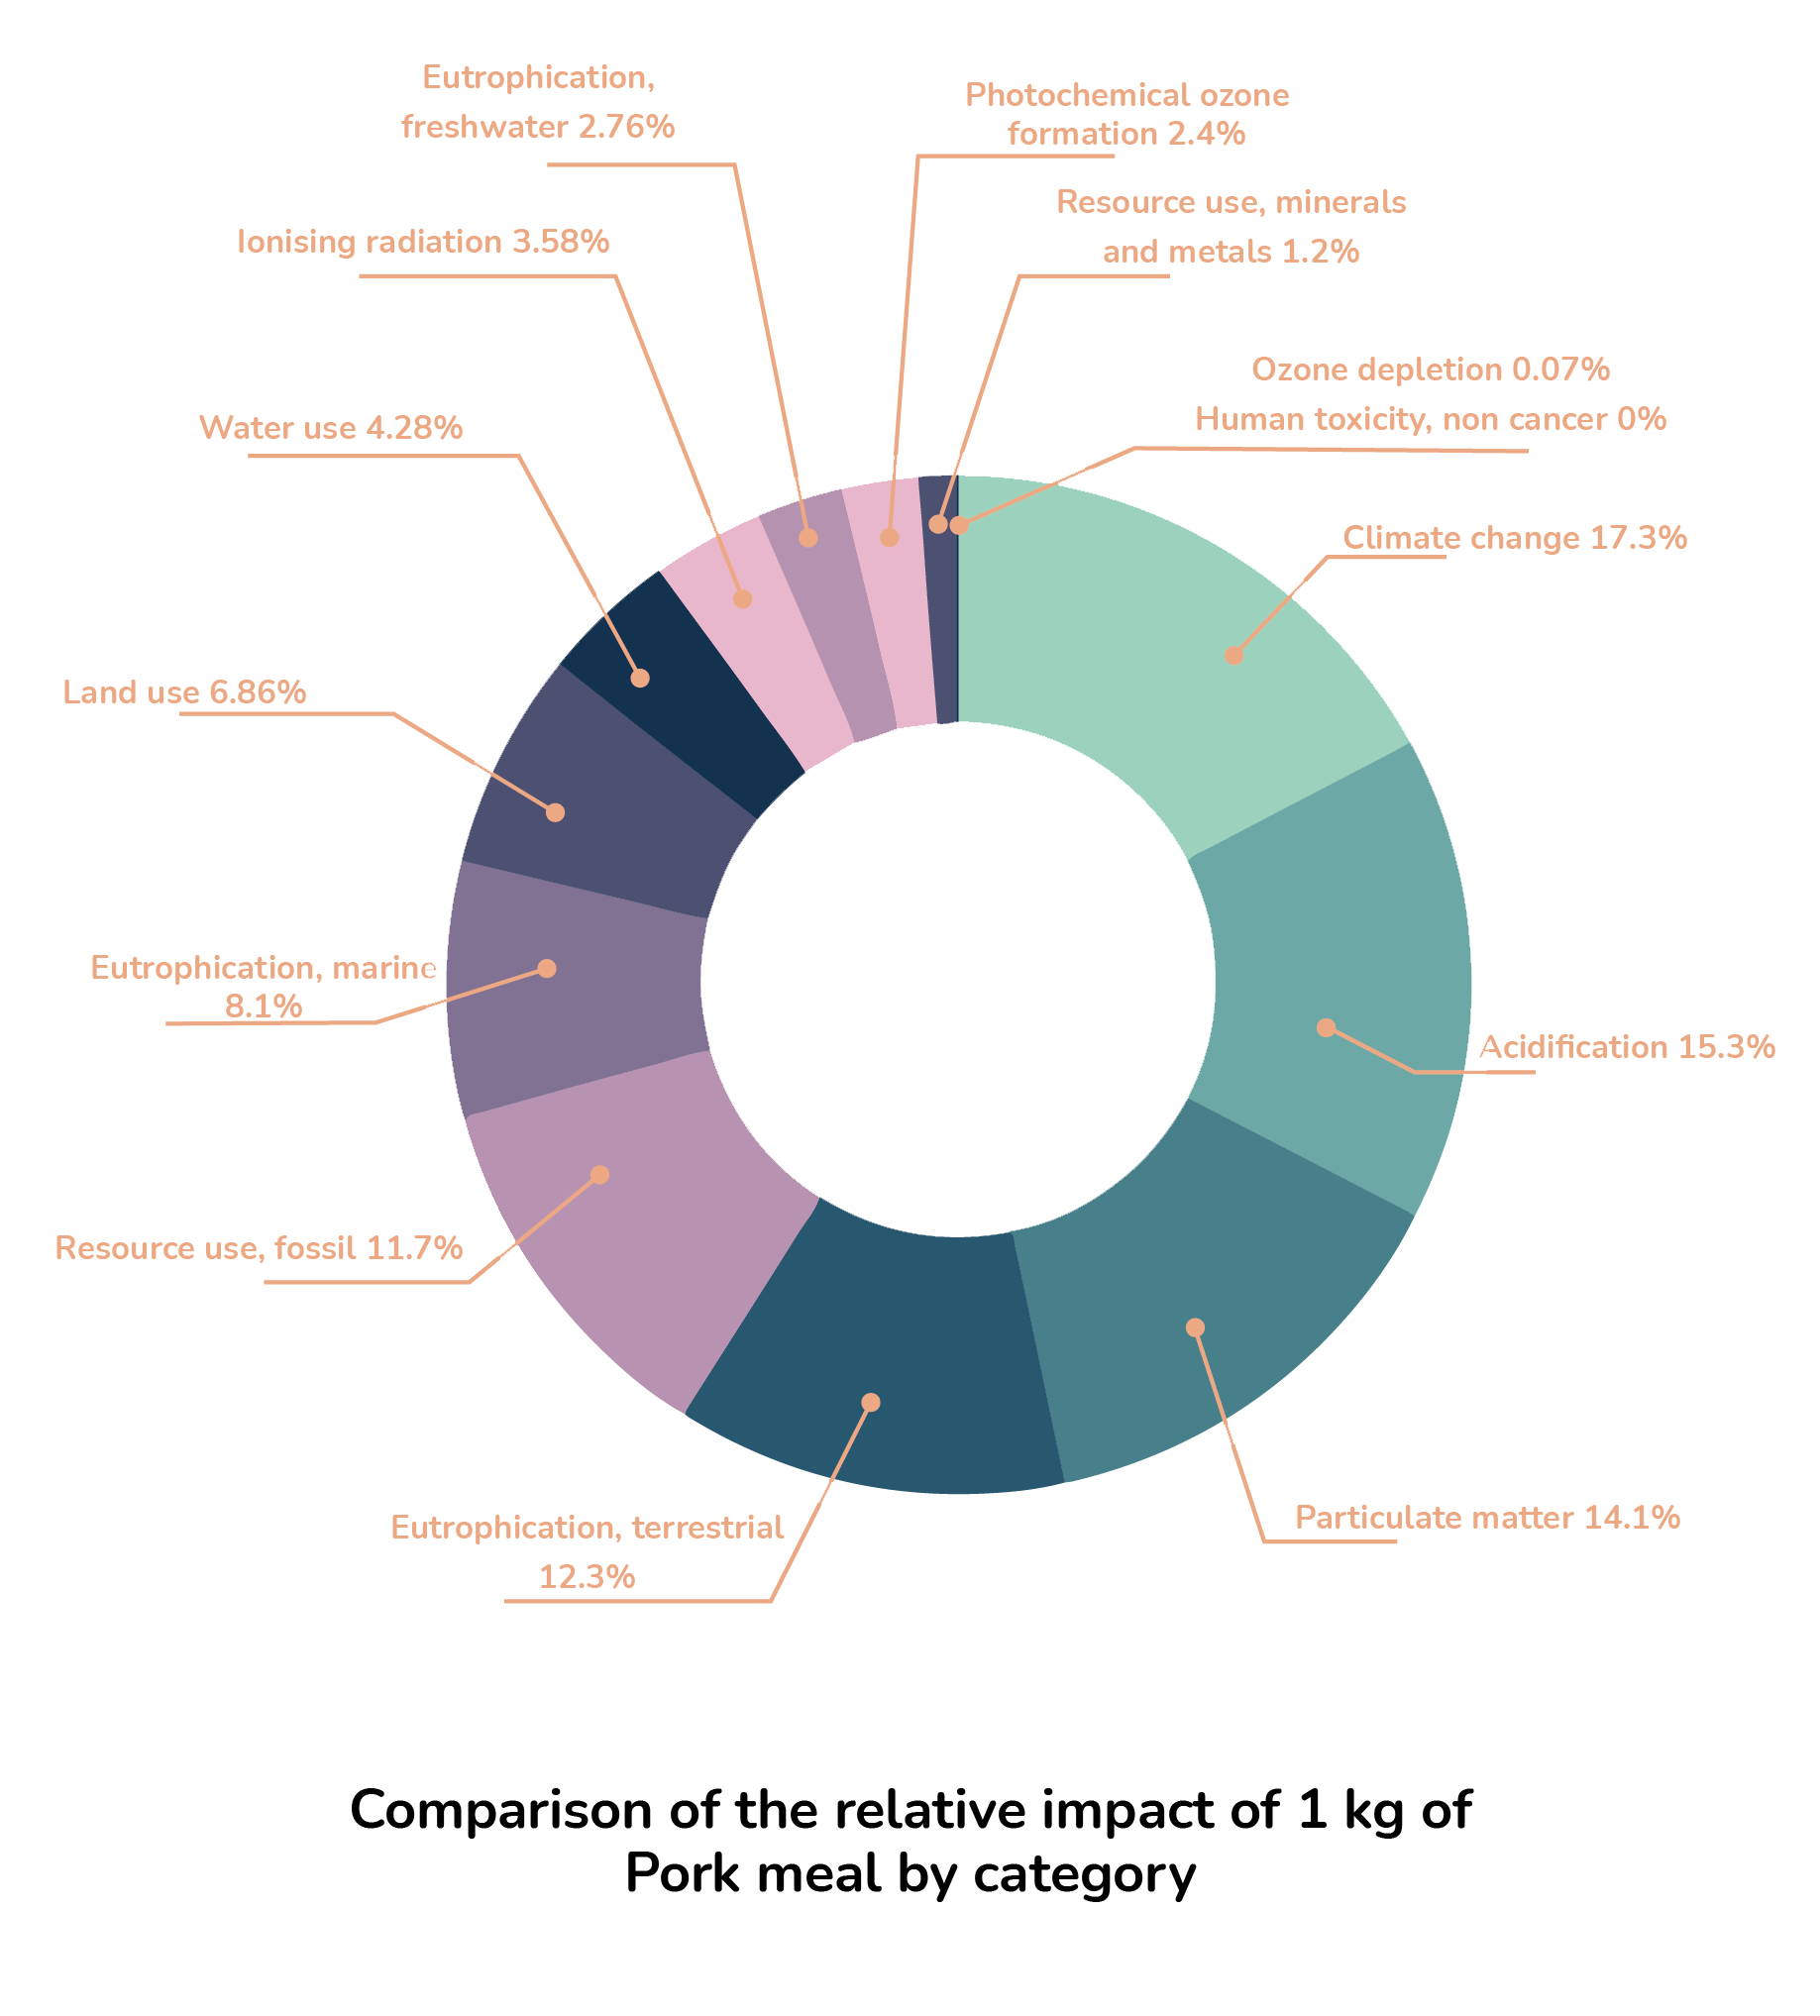 Eutrophication,
freshwater 2.76%
Photochemical ozone
formation 2.4%
Resource use, minerals
and metals 1.2%
Ionising radiation 3.58%
Ozone depletion 0.07%
Human toxicity, non cancer 0%
Water use 4.28%
Climate change 17.3%
Land use 6.86%
Eutrophication, marine
8.1%
Acidification 15.3%
Resource use, fossil 11.7%
Particulate matter 14.1%
Eutrophication, terrestrial
12.3%
Comparison of the relative impact of 1 kg of
Pork meal by category